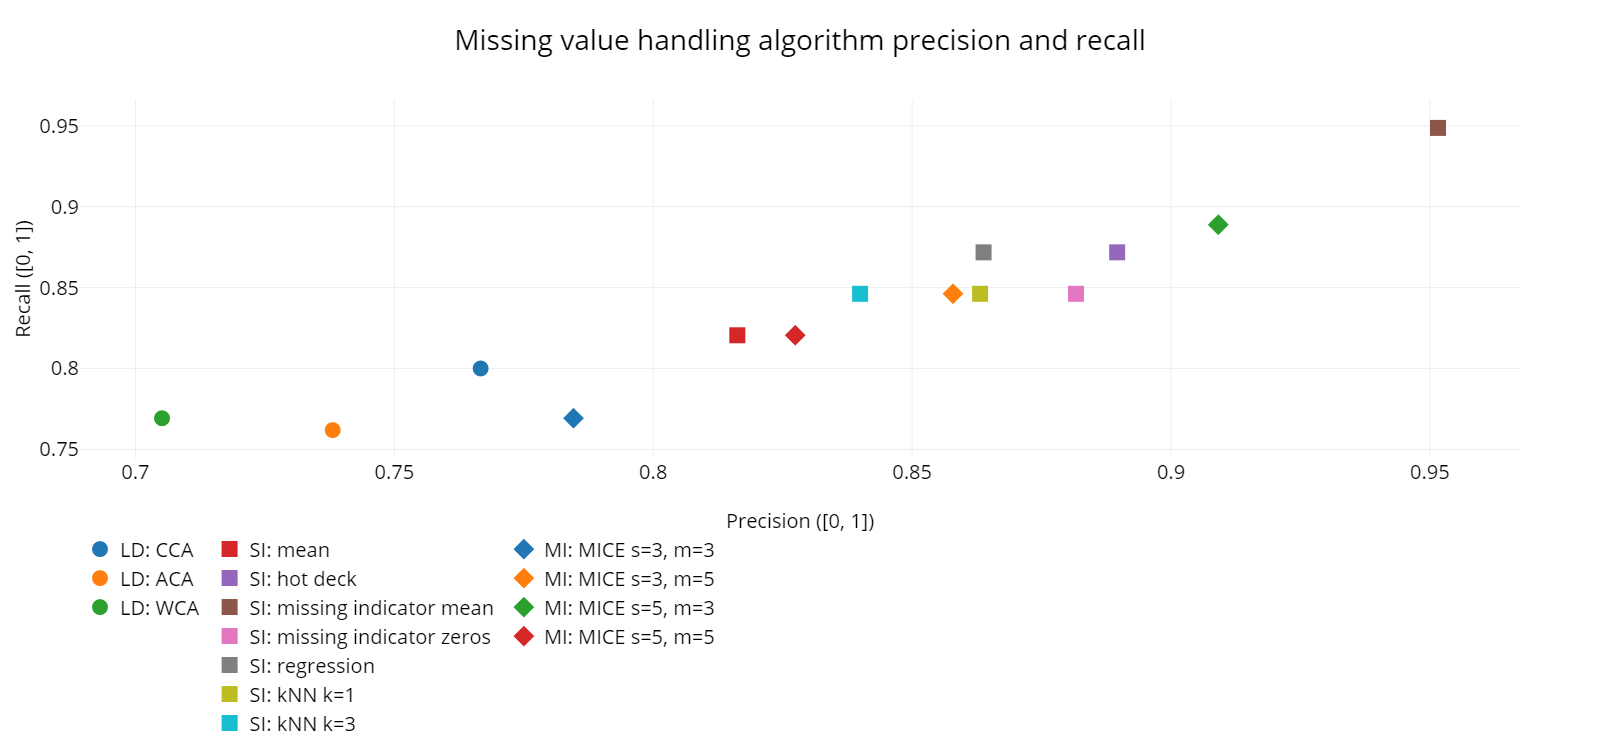 Missing value handling algorithm precision and recall
0.95
0.9
0.85
0.8
0.75
Recall ([0, 1])
0.7 0.75 0.8 0.85 0.9 0.95
Precision ([0, 1])
LD: CCA
LD: ACA
LD: WCA
SI: mean
SI: hot deck
SI: missing indicator mean
SI: missing indicator zeros
SI: regression
SI: kNN k=1
SI: kNN k=3
MI: MICE s=3, m=3
MI: MICE s=3, m=5
MI: MICE s=5, m=3
MI: MICE s=5, m=5